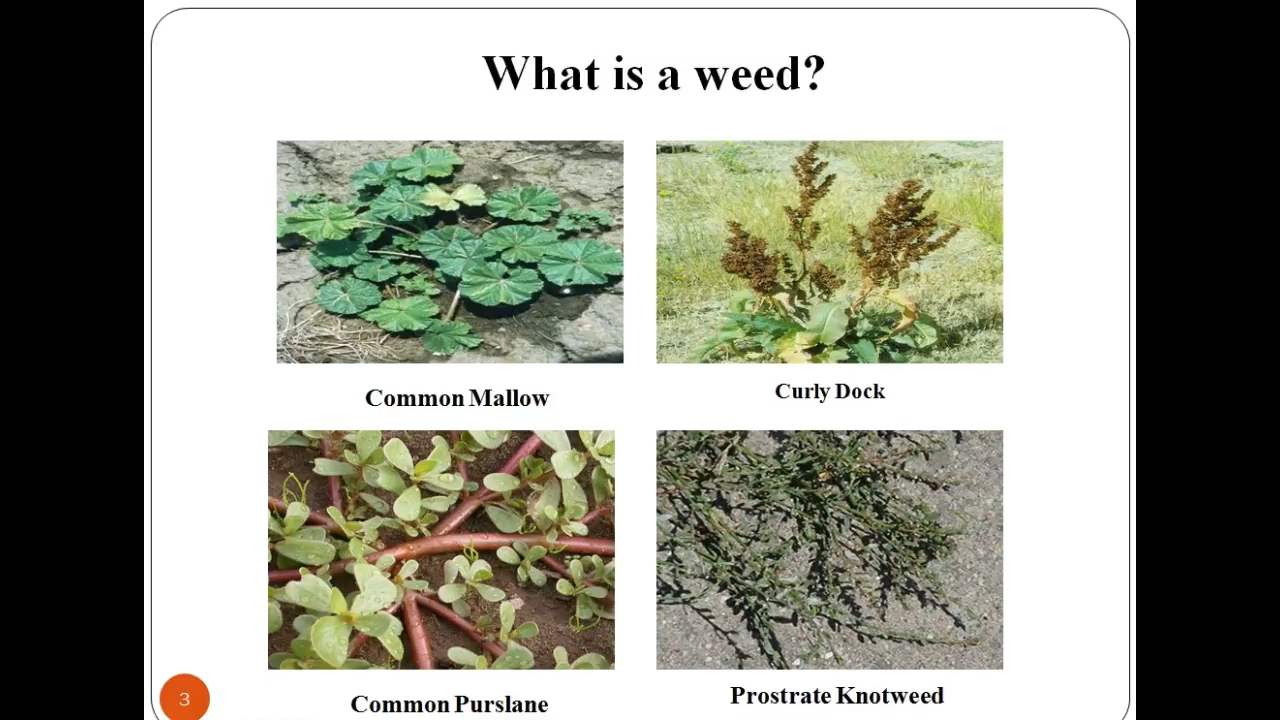 What is a weed?
Common Mallow
Curly Dock
Common Purslane
Prostrate Knotweed
3